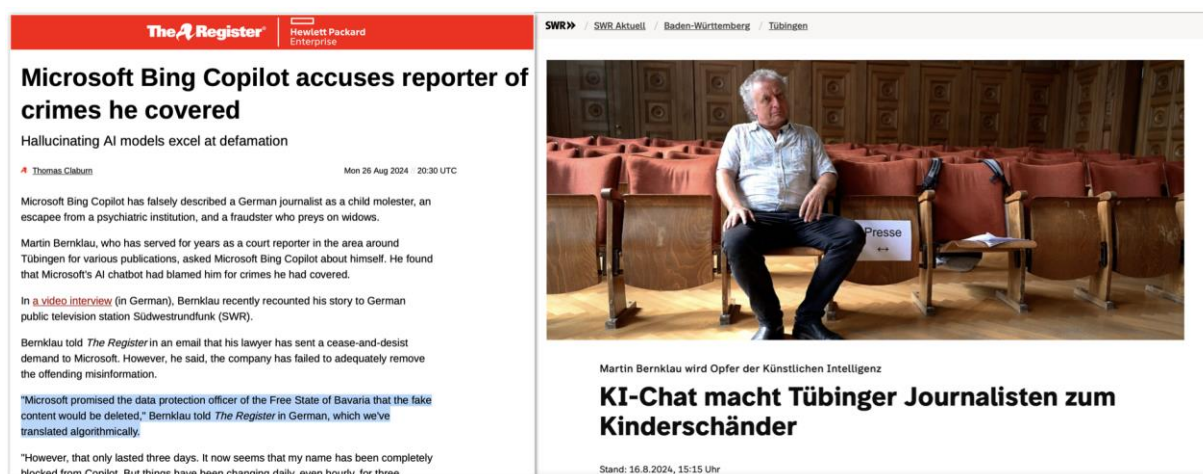 The Register
Hewlett Packard
Enterprise
Microsoft Bing Copilot accuses reporter of
crimes he covered
Hallucinating AI models excel at defamation
Thomas Claburn
Mon 26 Aug 2024 20:30 UTC
Microsoft Bing Copilot has falsely described a German journalist as a child molester, an
escapee from a psychiatric institution, and a fraudster who preys on widows.
Martin Bernklau, who has served for years as a court reporter in the area around
Tübingen for various publications, asked Microsoft Bing Copilot about himself. He found
that Microsoft's AI chatbot had blamed him for crimes he had covered.
In a video interview (in German), Bernklau recently recounted his story to German
public television station Südwestrundfunk (SWR).
Bernklau told The Register in an email that his lawyer has sent a cease-and-desist
demand to Microsoft. However, he said, the company has failed to adequately remove
the offending misinformation.
"Microsoft promised the data protection officer of the Free State of Bavaria that the fake
content would be deleted," Bernklau told The Register in German, which we've
translated algorithmically.
"However, that only lasted three days. It now seems that my name has been completely
blocked from Copilot. But things have been changing daily, even hourly, for three
SWR» / SWR Aktuell / Baden-Württemberg / Tübingen
Presse
↔
Martin Bernklau wird Opfer der Künstlichen Intelligenz
KI-Chat macht Tübinger Journalisten zum
Kinderschänder
Stand: 16.8.2024, 15:15 Uhr